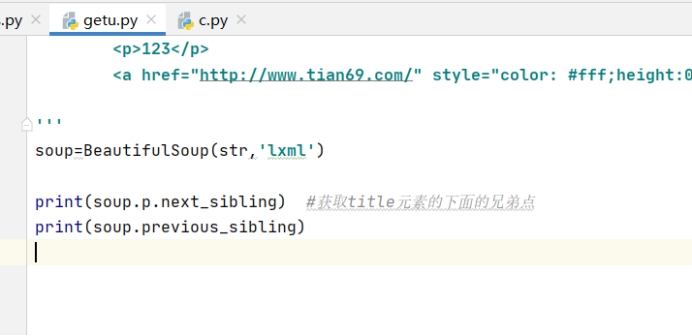 .py × getu.py × c.py ×
<p>123</p>
<a href="http://www.tian69.com/" style="color: #fff;height:0
'''
soup=BeautifulSoup(str,'lxml')
print(soup.p.next_sibling)  #获取title元素的下面的兄弟点
print(soup.previous_sibling)